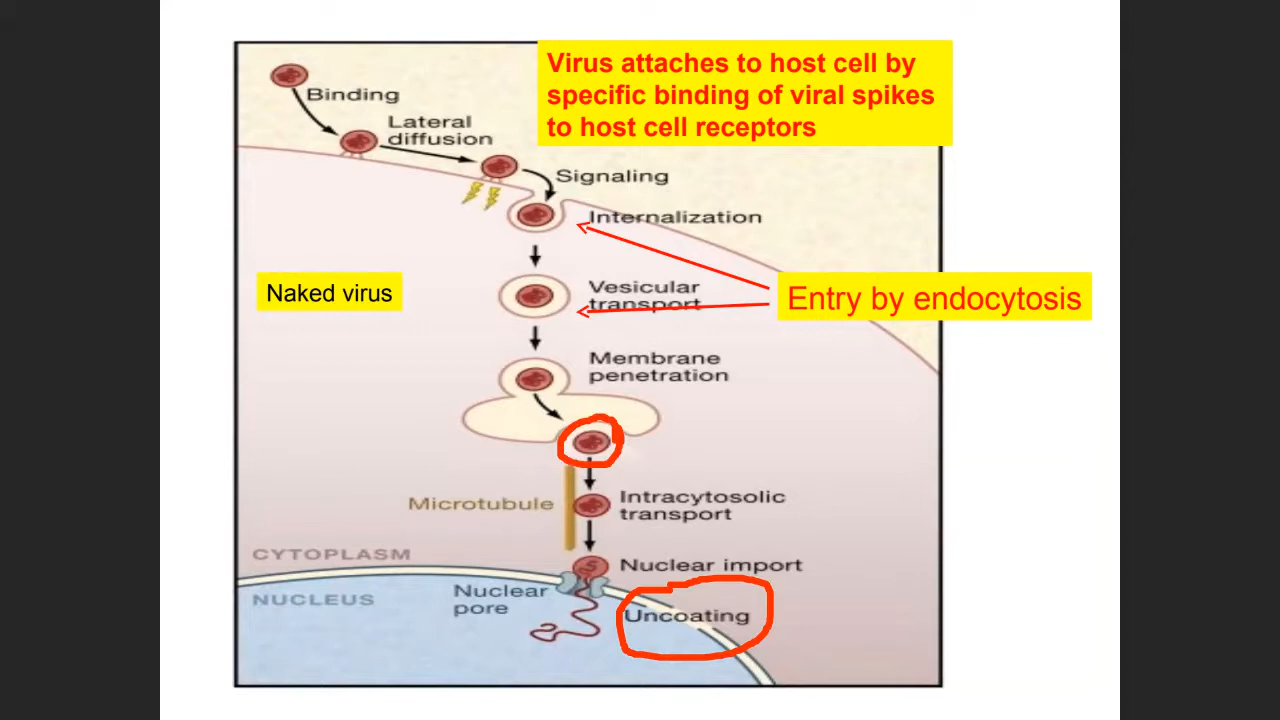 Virus attaches to host cell by
specific binding of viral spikes
to host cell receptors
Binding
Lateral
diffusion
Signaling
Internalization
Naked virus
Vesicular
transport
Entry by endocytosis
Membrane
penetration
Microtubule
Intracytosolic
transport
CYTOPLASM
Nuclear import
NUCLEUS
Nuclear
pore
Uncoating